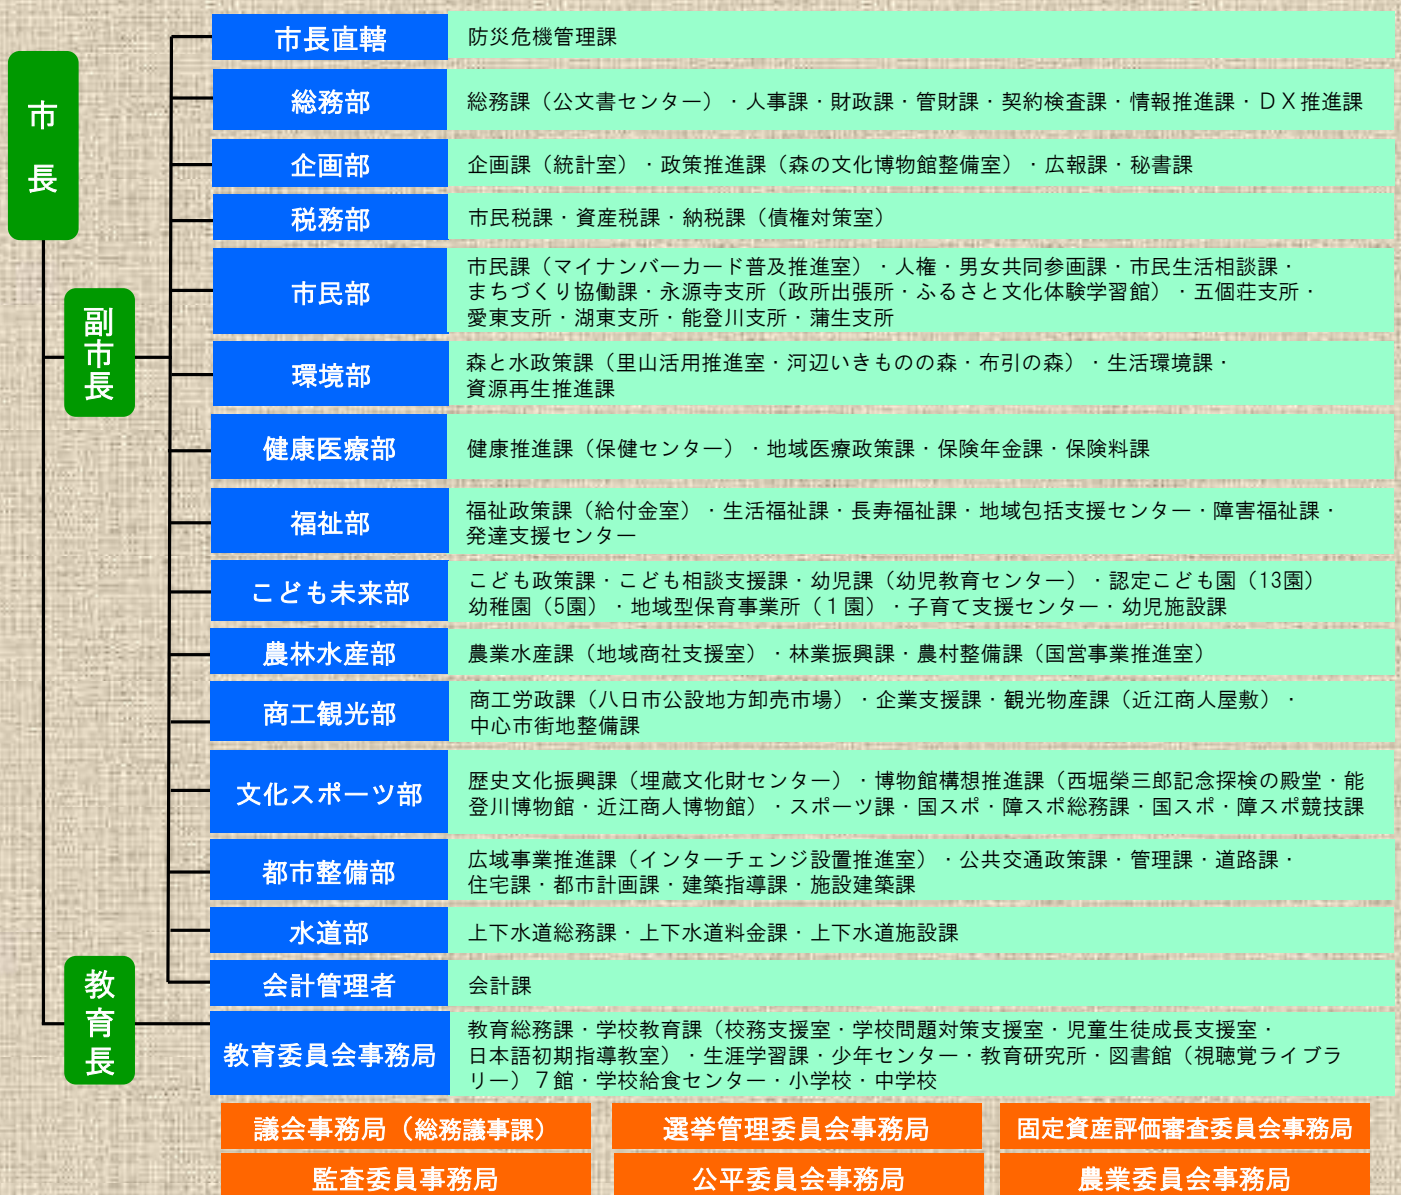 市長
副市長
教育長
市長直轄
防災危機管理課
総務部
総務課（公文書センター）・人事課・財政課・管財課・契約検査課・情報推進課・ＤＸ推進課
企画部
企画課（統計室）・政策推進課（森の文化博物館整備室）・広報課・秘書課
税務部
市民税課・資産税課・納税課（債権対策室）
市民部
市民課（マイナンバーカード普及推進室）・人権・男女共同参画課・市民生活相談課・
まちづくり協働課・永源寺支所（政所出張所・ふるさと文化体験学習館）・五個荘支所・
愛東支所・湖東支所・能登川支所・蒲生支所
環境部
森と水政策課（里山活用推進室・河辺いきものの森・布引の森）・生活環境課・
資源再生推進課
健康医療部
健康推進課（保健センター）・地域医療政策課・保険年金課・保険料課
福祉部
福祉政策課（給付金室）・生活福祉課・長寿福祉課・地域包括支援センター・障害福祉課・
発達支援センター
こども未来部
こども政策課・こども相談支援課・幼児課（幼児教育センター）・認定こども園（13園）
幼稚園（5園）・地域型保育事業所（１園）・子育て支援センター・幼児施設課
農林水産部
農業水産課（地域商社支援室）・林業振興課・農村整備課（国営事業推進室）
商工観光部
商工労政課（八日市公設地方卸売市場）・企業支援課・観光物産課（近江商人屋敷）・
中心市街地整備課
文化スポーツ部
歴史文化振興課（埋蔵文化財センター）・博物館構想推進課（西堀榮三郎記念探検の殿堂・能
登川博物館・近江商人博物館）・スポーツ課・国スポ・障スポ総務課・国スポ・障スポ競技課
都市整備部
広域事業推進課（インターチェンジ設置推進室）・公共交通政策課・管理課・道路課・
住宅課・都市計画課・建築指導課・施設建築課
水道部
上下水道総務課・上下水道料金課・上下水道施設課
会計管理者
会計課
教育委員会事務局
教育総務課・学校教育課（校務支援室・学校問題対策支援室・児童生徒成長支援室・
日本語初期指導教室）・生涯学習課・少年センター・教育研究所・図書館（視聴覚ライブラ
リー）７館・学校給食センター・小学校・中学校
議会事務局（総務議事課）
選挙管理委員会事務局
固定資産評価審査委員会事務局
監査委員事務局
公平委員会事務局
農業委員会事務局